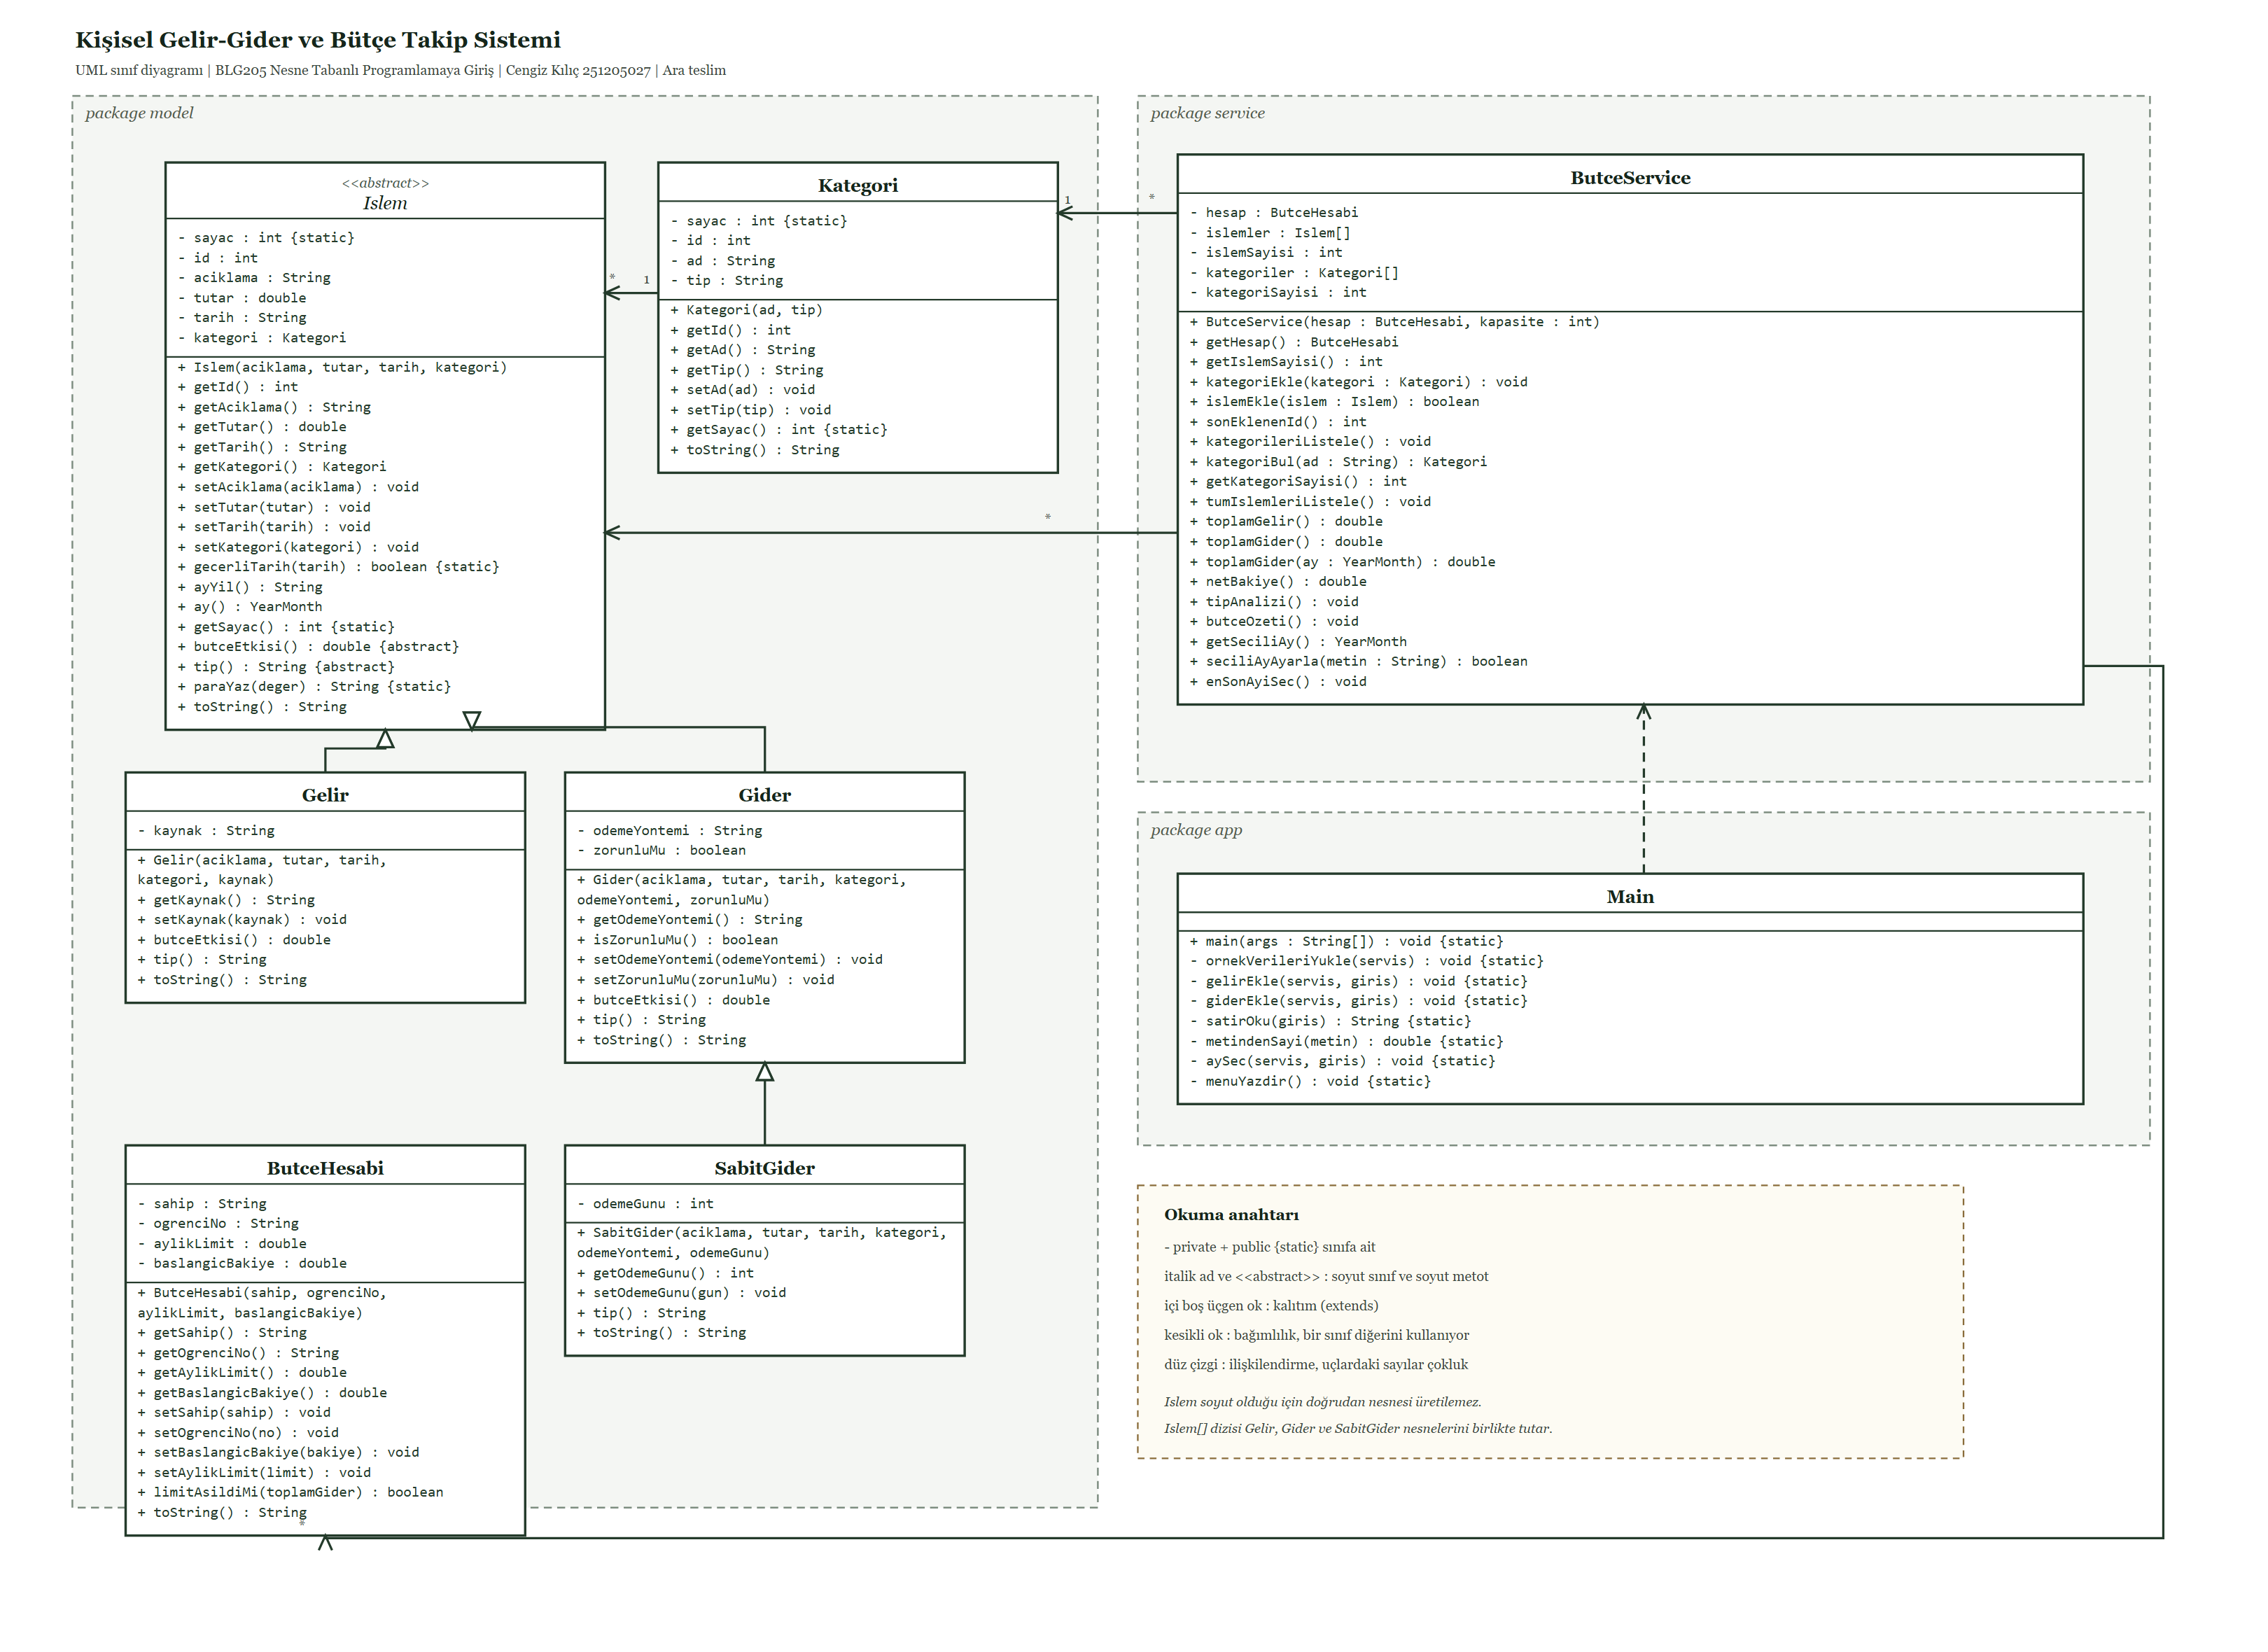 Kişisel Gelir-Gider ve Bütçe Takip Sistemi
UML sınıf diyagramı | BLG205 Nesne Tabanlı Programlamaya Giriş | Cengiz Kılıç 251205027 | Ara teslim
package model
<<abstract>>
Islem
- sayac : int {static}
- id : int
- aciklama : String
- tutar : double
- tarih : String
- kategori : Kategori
+ Islem(aciklama, tutar, tarih, kategori)
+ getId() : int
+ getAciklama() : String
+ getTutar() : double
+ getTarih() : String
+ getKategori() : Kategori
+ setAciklama(aciklama) : void
+ setTutar(tutar) : void
+ setTarih(tarih) : void
+ setKategori(kategori) : void
+ gecerliTarih(tarih) : boolean {static}
+ ayYil() : String
+ ay() : YearMonth
+ getSayac() : int {static}
+ butceEtkisi() : double {abstract}
+ tip() : String {abstract}
+ paraYaz(deger) : String {static}
+ toString() : String
* 1
Kategori
- sayac : int {static}
- id : int
- ad : String
- tip : String
+ Kategori(ad, tip)
+ getId() : int
+ getAd() : String
+ getTip() : String
+ setAd(ad) : void
+ setTip(tip) : void
+ getSayac() : int {static}
+ toString() : String
1 *
*
Gelir
- kaynak : String
+ Gelir(aciklama, tutar, tarih,
kategori, kaynak)
+ getKaynak() : String
+ setKaynak(kaynak) : void
+ butceEtkisi() : double
+ tip() : String
+ toString() : String
Gider
- odemeYontemi : String
- zorunluMu : boolean
+ Gider(aciklama, tutar, tarih, kategori,
odemeYontemi, zorunluMu)
+ getOdemeYontemi() : String
+ isZorunluMu() : boolean
+ setOdemeYontemi(odemeYontemi) : void
+ setZorunluMu(zorunluMu) : void
+ butceEtkisi() : double
+ tip() : String
+ toString() : String
ButceHesabi
- sahip : String
- ogrenciNo : String
- aylikLimit : double
- baslangicBakiye : double
+ ButceHesabi(sahip, ogrenciNo,
aylikLimit, baslangicBakiye)
+ getSahip() : String
+ getOgrenciNo() : String
+ getAylikLimit() : double
+ getBaslangicBakiye() : double
+ setSahip(sahip) : void
+ setOgrenciNo(no) : void
+ setBaslangicBakiye(bakiye) : void
+ setAylikLimit(limit) : void
+ limitAsildiMi(toplamGider) : boolean
+ toString() : String
*
SabitGider
- odemeGunu : int
+ SabitGider(aciklama, tutar, tarih, kategori,
odemeYontemi, odemeGunu)
+ getOdemeGunu() : int
+ setOdemeGunu(gun) : void
+ tip() : String
+ toString() : String
package service
ButceService
- hesap : ButceHesabi
- islemler : Islem[]
- islemSayisi : int
- kategoriler : Kategori[]
- kategoriSayisi : int
+ ButceService(hesap : ButceHesabi, kapasite : int)
+ getHesap() : ButceHesabi
+ getIslemSayisi() : int
+ kategoriEkle(kategori : Kategori) : void
+ islemEkle(islem : Islem) : boolean
+ sonEklenenId() : int
+ kategorileriListele() : void
+ kategoriBul(ad : String) : Kategori
+ getKategoriSayisi() : int
+ tumIslemleriListele() : void
+ toplamGelir() : double
+ toplamGider() : double
+ toplamGider(ay : YearMonth) : double
+ netBakiye() : double
+ tipAnalizi() : void
+ butceOzeti() : void
+ getSeciliAy() : YearMonth
+ seciliAyAyarla(metin : String) : boolean
+ enSonAyiSec() : void
package app
Main
+ main(args : String[]) : void {static}
- ornekVerileriYukle(servis) : void {static}
- gelirEkle(servis, giris) : void {static}
- giderEkle(servis, giris) : void {static}
- satirOku(giris) : String {static}
- metindenSayi(metin) : double {static}
- aySec(servis, giris) : void {static}
- menuYazdir() : void {static}
Okuma anahtarı
- private + public {static} sınıfa ait
italik ad ve <<abstract>> : soyut sınıf ve soyut metot
içi boş üçgen ok : kalıtım (extends)
kesikli ok : bağımlılık, bir sınıf diğerini kullanıyor
düz çizgi : ilişkilendirme, uçlardaki sayılar çokluk
Islem soyut olduğu için doğrudan nesnesi üretilemez.
Islem[] dizisi Gelir, Gider ve SabitGider nesnelerini birlikte tutar.